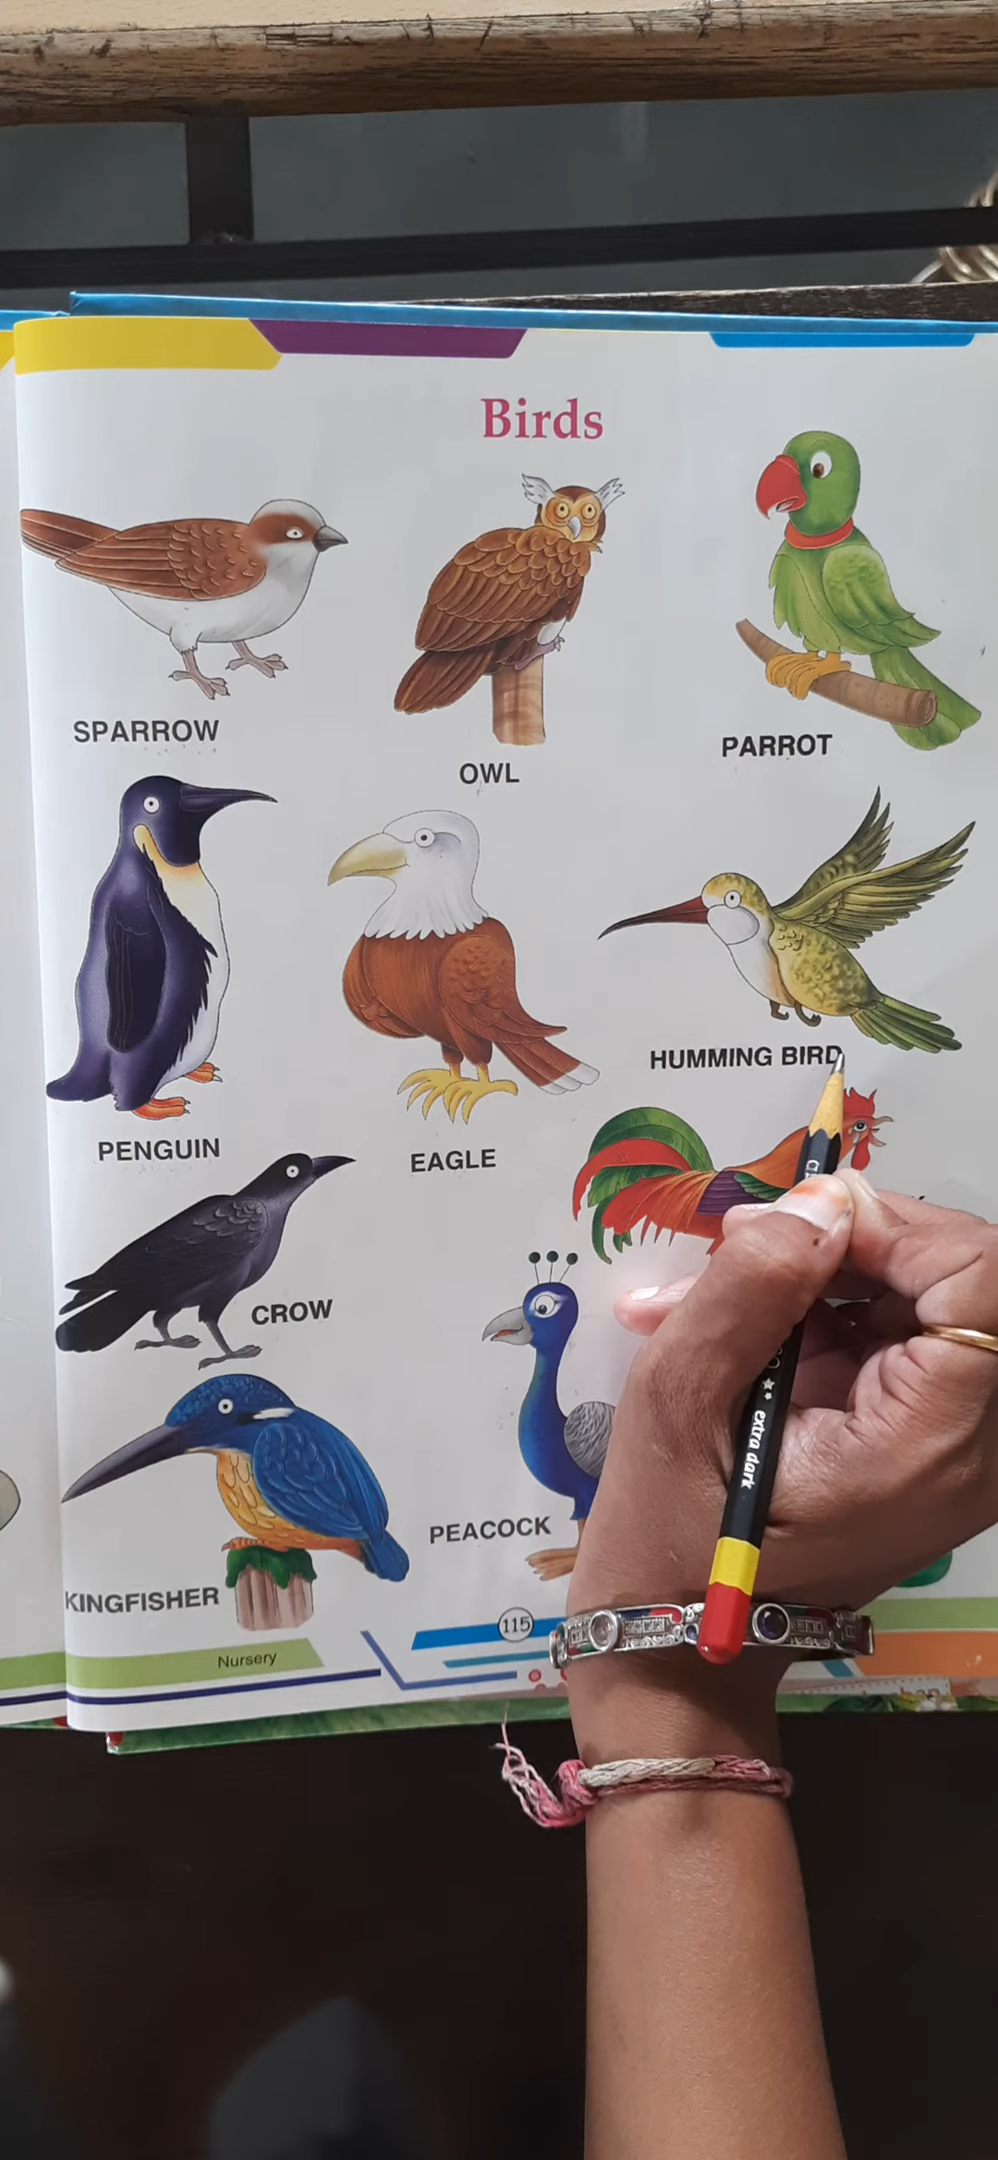 Birds
SPARROW
OWL
PARROT
PENGUIN
EAGLE
HUMMING BIRD
CROW
PEACOCK
KINGFISHER
115
Nursery
extra dark